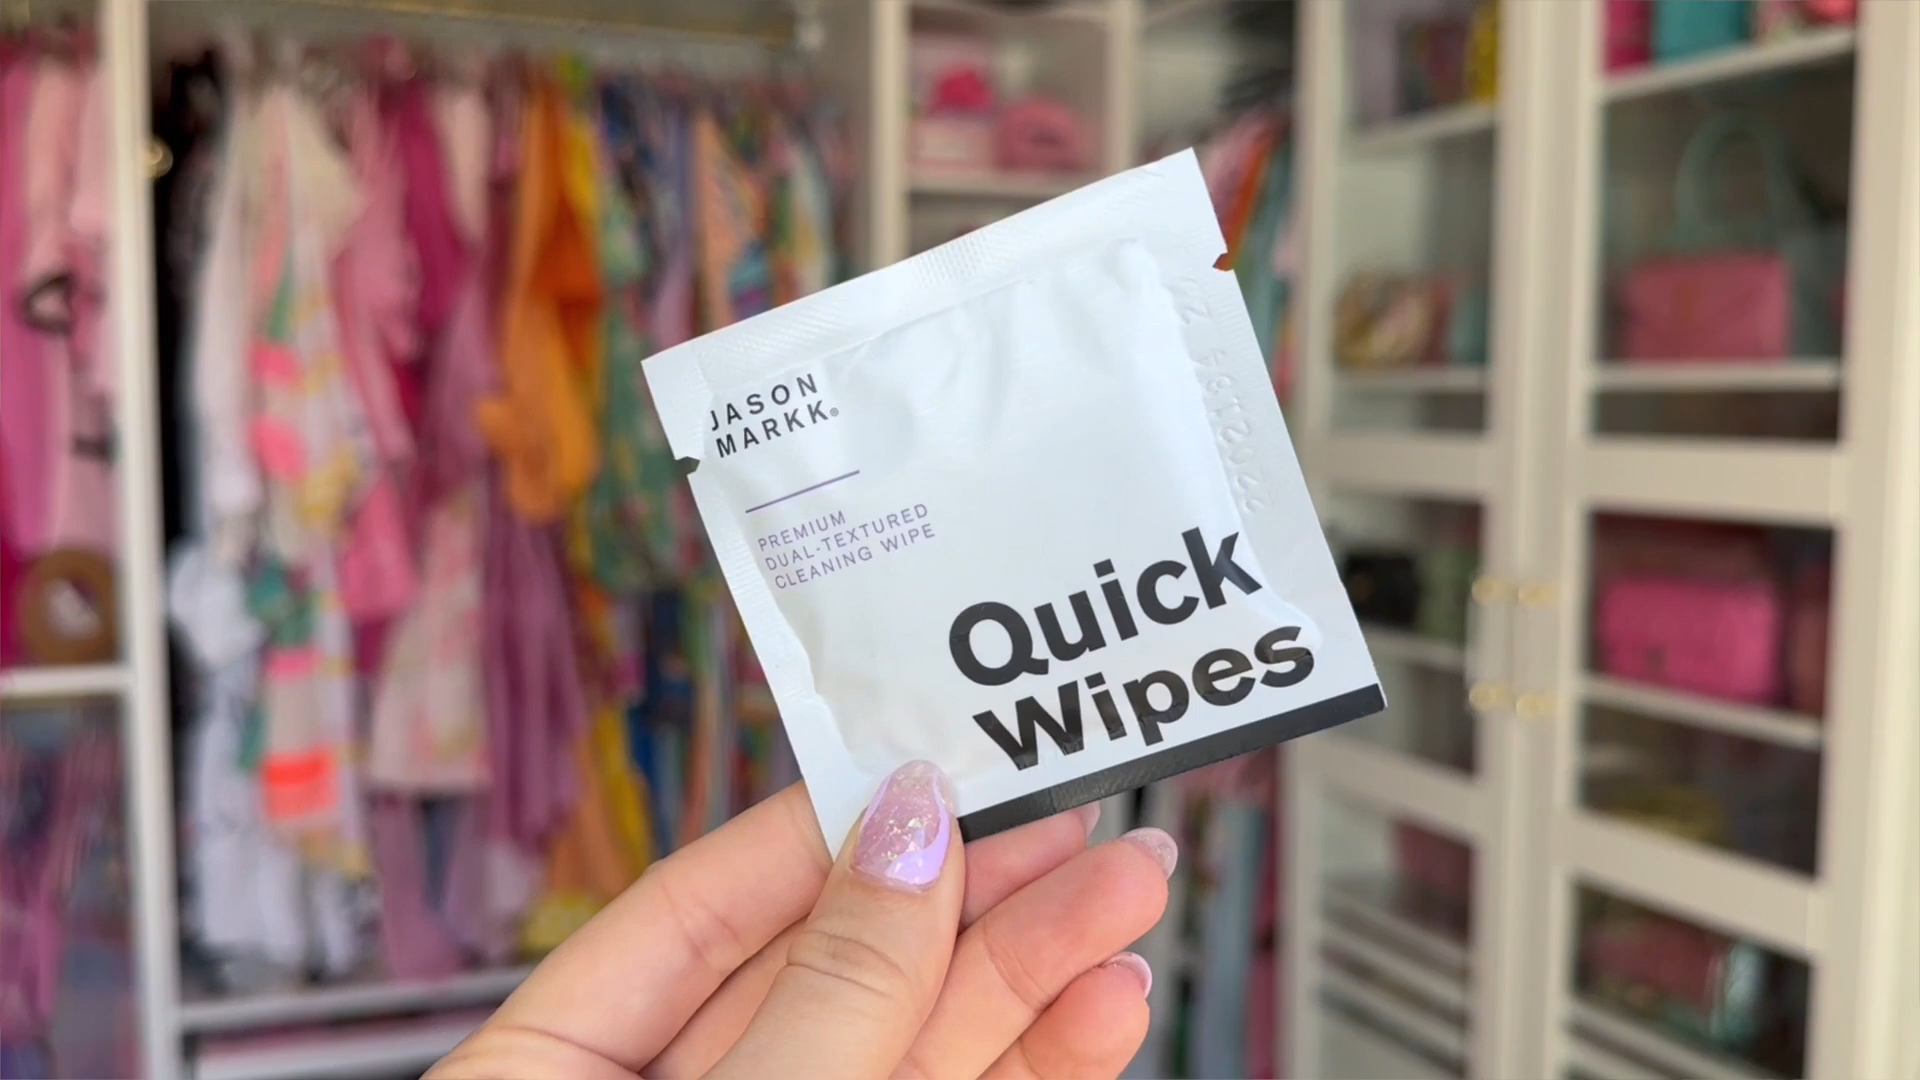 JASON
MARKK®
PREMIUM
DUAL-TEXTURED
CLEANING WIPE
Quick
Wipes